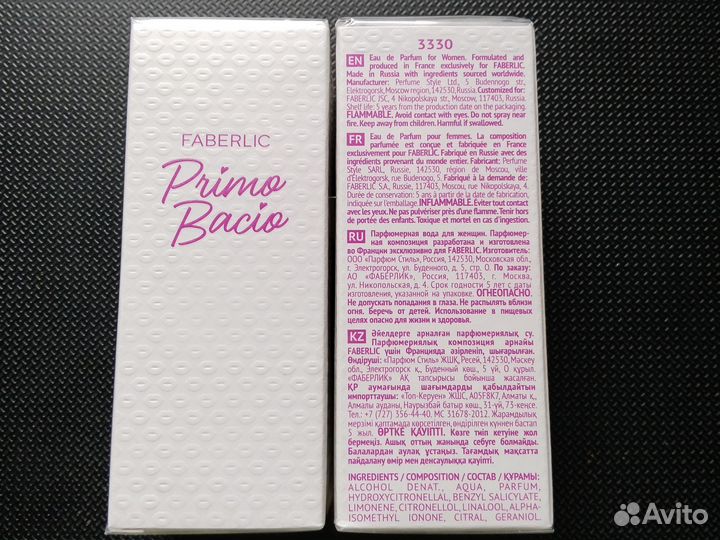 FABERLIC
Primo
Bacio
3330
EN Eau de Parfum for Women. Formulated and
produced in France exclusively for FABERLIC.
Made in Russia with ingredients sourced worldwide.
Manufacturer: Perfume Style Ltd., 5 Budennogo str.,
Elektrogorsk, Moscow region, 142530, Russia. Customized for:
FABERLIC JSC, 4 Nikopolskaya str., Moscow, 117403, Russia.
Shelf life: 5 years from the production date on the packaging.
FLAMMABLE. Avoid contact with eyes. Do not spray near
fire. Keep away from children. Harmful if swallowed.
FR Eau de Parfum pour femmes. La composition
parfumée est conçue et fabriquée en France
exclusivement pour FABERLIC. Fabriqué en Russie avec des
ingrédients provenant du monde entier. Fabricant: Perfume
Style SARL, Russie, 142530, région de Moscou, ville
d'Elektrogorsk, rue Budenogo, 5. Fabriqué à la demande de:
FABERLIC S.A., Russie, 117403, Moscou, rue Nikopolskaya, 4.
Durée de conservation: 5 ans à partir de la date de fabrication,
indiquée sur l'emballage. INFLAMMABLE. Éviter tout contact
avec les yeux. Ne pas pulvériser près d'une flamme. Tenir hors
de portée des enfants. Toxique et mortel en cas d'ingestion.
RU Парфюмерная вода для женщин. Парфюмер-
ная композиция разработана и изготовлена
во Франции эксклюзивно для FABERLIC. Изготовитель:
ООО «Парфюм Стиль», Россия, 142530, Московская обл.,
г. Электрогорск, ул. Буденного, д. 5, стр. О. По заказу:
АО «ФАБЕРЛИК», Россия, 117403, г. Москва,
ул. Никопольская, д. 4. Срок годности 5 лет с даты
изготовления, указанной на упаковке. ОГНЕОПАСНО.
Не допускать попадания в глаза. Не распылять вблизи
огня. Беречь от детей. Использование в пищевых
целях опасно для жизни и здоровья.
KZ Әйелдерге арналған парфюмериялық су.
Парфюмериялық композиция арнайы
FABERLIC үшін Францияда әзірленіп, шығарылған.
Өндіруші: «Парфюм Стиль» ЖШҚ, Ресей, 142530, Мәскеу
обл., Электрогорск қ., Буденный көш., 5 үй, О құрыл.
«ФАБЕРЛИК» АҚ тапсырысы бойынша жасалған.
ҚР аумағында шағымдарды қабылдайтын
импорттаушы: «Топ-Керуен» ЖШС, A05F8K7, Алматы қ.,
Алмалы ауданы, Наурызбай батыр көш., 31-үй, 73-кеңсе.
Тел.: +7 (727) 356-44-40. МС 31678-2012. Жарамдылық
мерзімі қаптамада көрсетілген, өндірілген күнінен бастап
5 жыл. ӨРТКЕ ҚАУІПТІ. Көзге тиіп кетуіне жол
бермеңіз. Ашық оттың жанында себуге болмайды.
Балалардан аулақ ұстаңыз. Тағамдық мақсатта
пайдалану өмір мен денсаулыққа қауіпті.
INGREDIENTS / COMPOSITION / СОСТАВ / ҚҰРАМЫ:
ALCOHOL DENAT., AQUA, PARFUM,
HYDROXYCITRONELLAL, BENZYL SALICYLATE,
LIMONENE, CITRONELLOL, LINALOOL, ALPHA-
ISOMETHYL IONONE, CITRAL, GERANIOL.
Avito